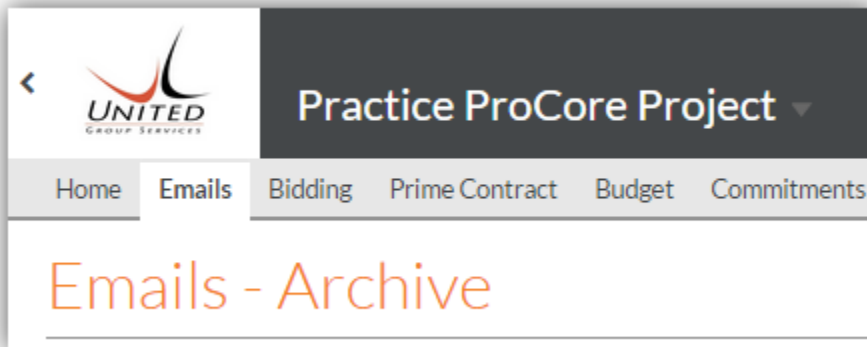 UNITED
GROUP SERVICES
Practice ProCore Project
Home Emails Bidding Prime Contract Budget Commitments
Emails - Archive